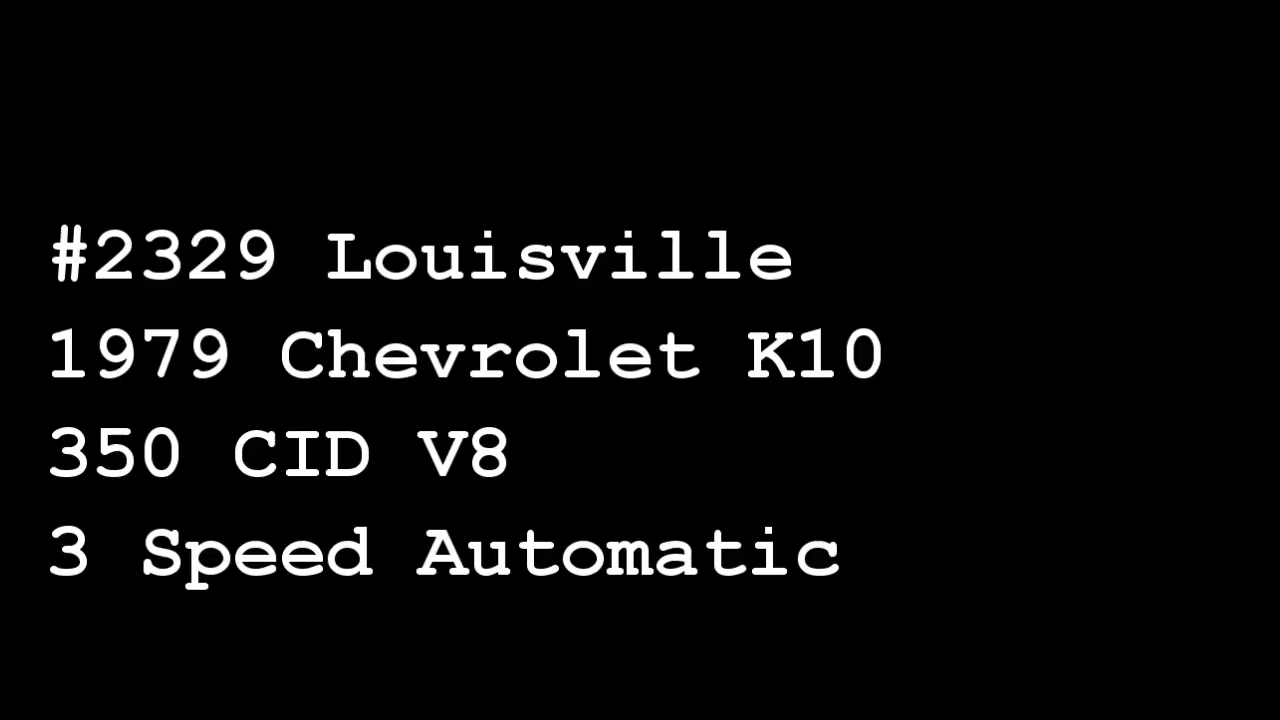 #2329 Louisville
1979 Chevrolet K10
350 CID V8
3 Speed Automatic